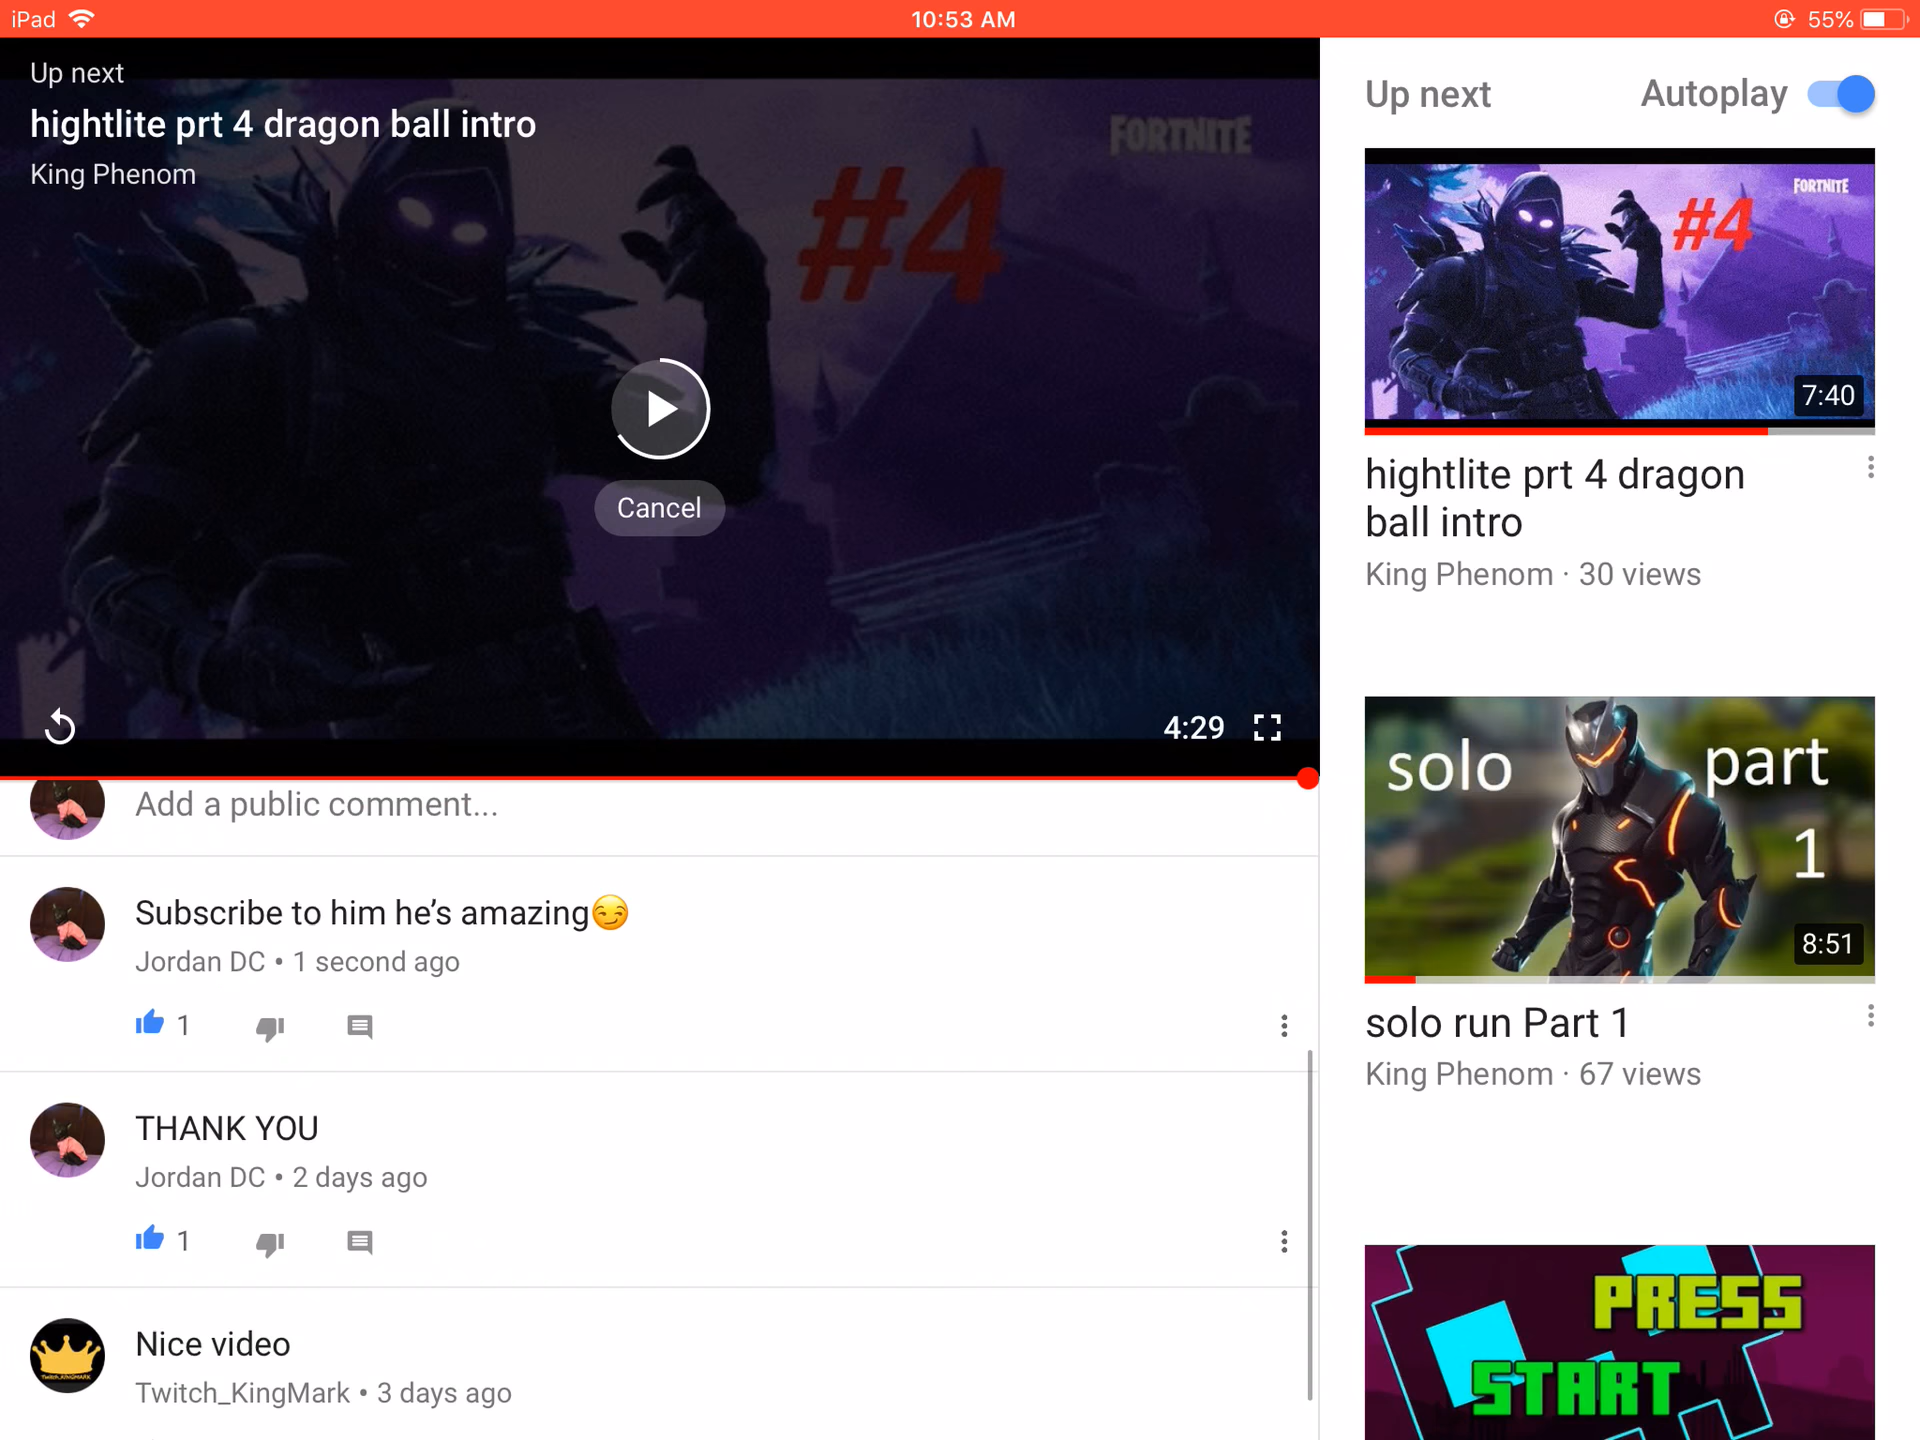 iPad
10:53 AM
55%
Up next
hightlite prt 4 dragon ball intro
King Phenom
FORTNITE
#4
Cancel
4:29
Add a public comment...
Subscribe to him he’s amazing😏
Jordan DC • 1 second ago
1
THANK YOU
Jordan DC • 2 days ago
1
Nice video
Twitch_KingMark • 3 days ago
Up next
Autoplay
FORTNITE
#4
7:40
hightlite prt 4 dragon
ball intro
King Phenom · 30 views
solo part
1
8:51
solo run Part 1
King Phenom · 67 views
PRESS
START